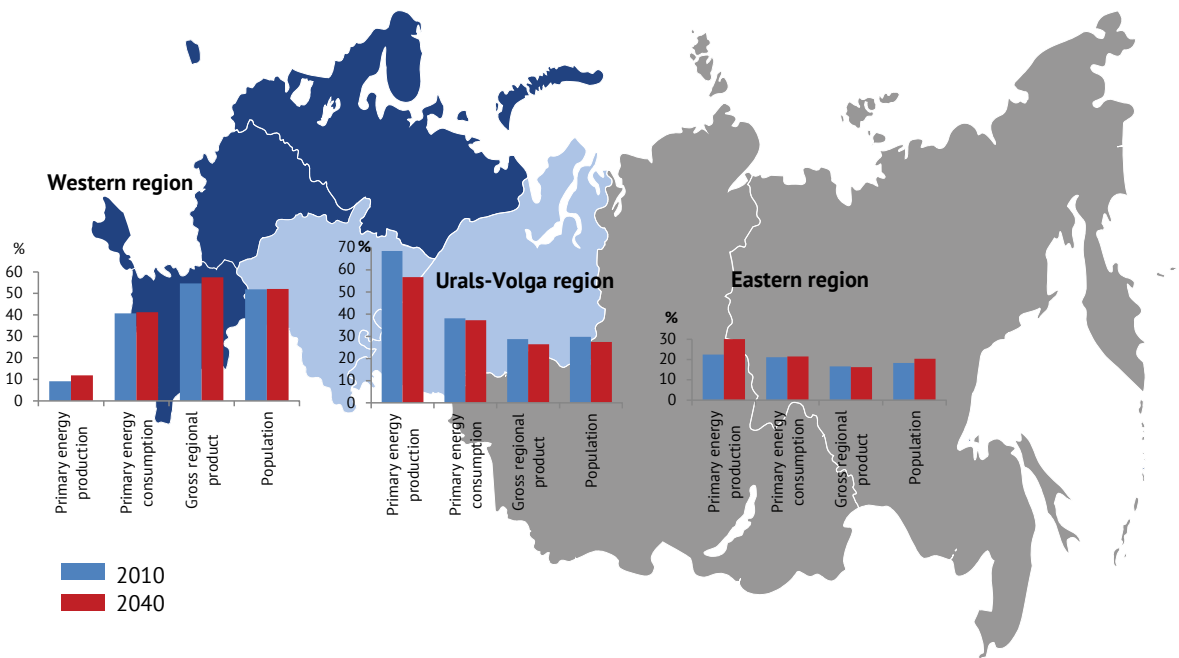 Western region
%
60
50
40
30
20
10
0
Primary energy
production
Primary energy
consumption
Gross regional
product
Population
Urals-Volga region
70 %
60
50
40
30
20
10
0
Primary energy
production
Primary energy
consumption
Gross regional
product
Population
Eastern region
%
30
20
10
0
Primary energy
production
Primary energy
consumption
Gross regional
product
Population
2010
2040